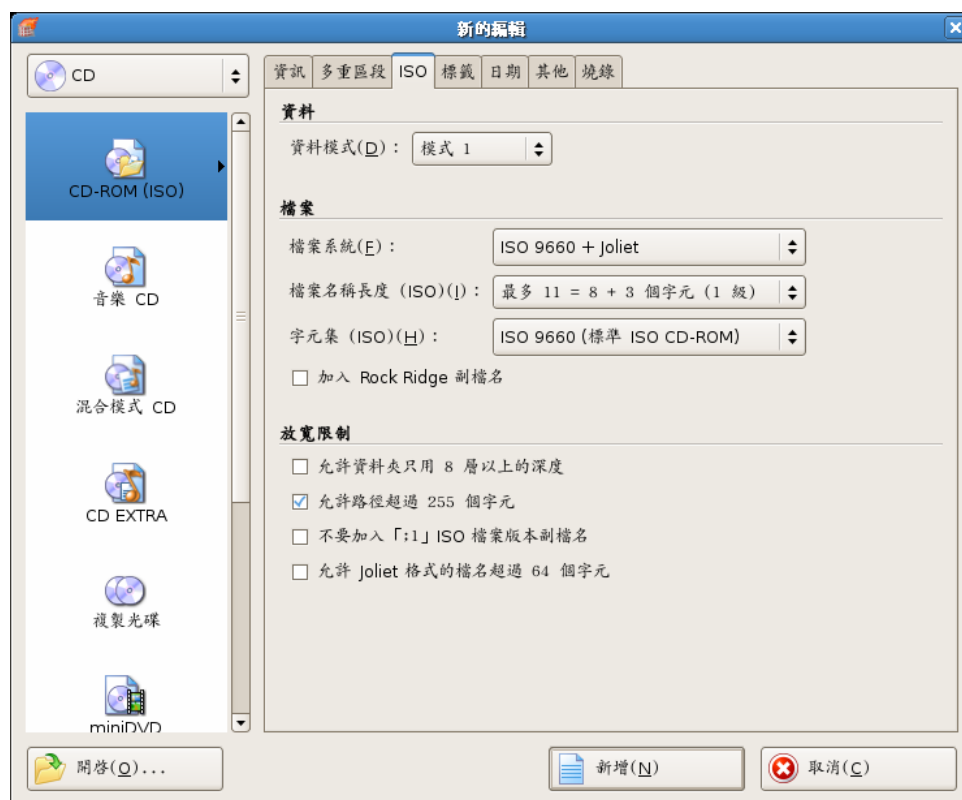 新的編輯
CD
資訊 多重區段 ISO 標籤 日期 其他 燒錄
CD-ROM (ISO)
音樂 CD
混合模式 CD
CD EXTRA
複製光碟
miniDVD
資料
資料模式(D)： 模式 1
檔案
檔案系統(F)： ISO 9660 + Joliet
檔案名稱長度 (ISO)(I)： 最多 11 = 8 + 3 個字元 (1 級)
字元集 (ISO)(H)： ISO 9660 (標準 ISO CD-ROM)
加入 Rock Ridge 副檔名
放寬限制
允許資料夾只用 8 層以上的深度
允許路徑超過 255 個字元
不要加入「;1」ISO 檔案版本副檔名
允許 Joliet 格式的檔名超過 64 個字元
開啓(O)...
新增(N)
取消(C)